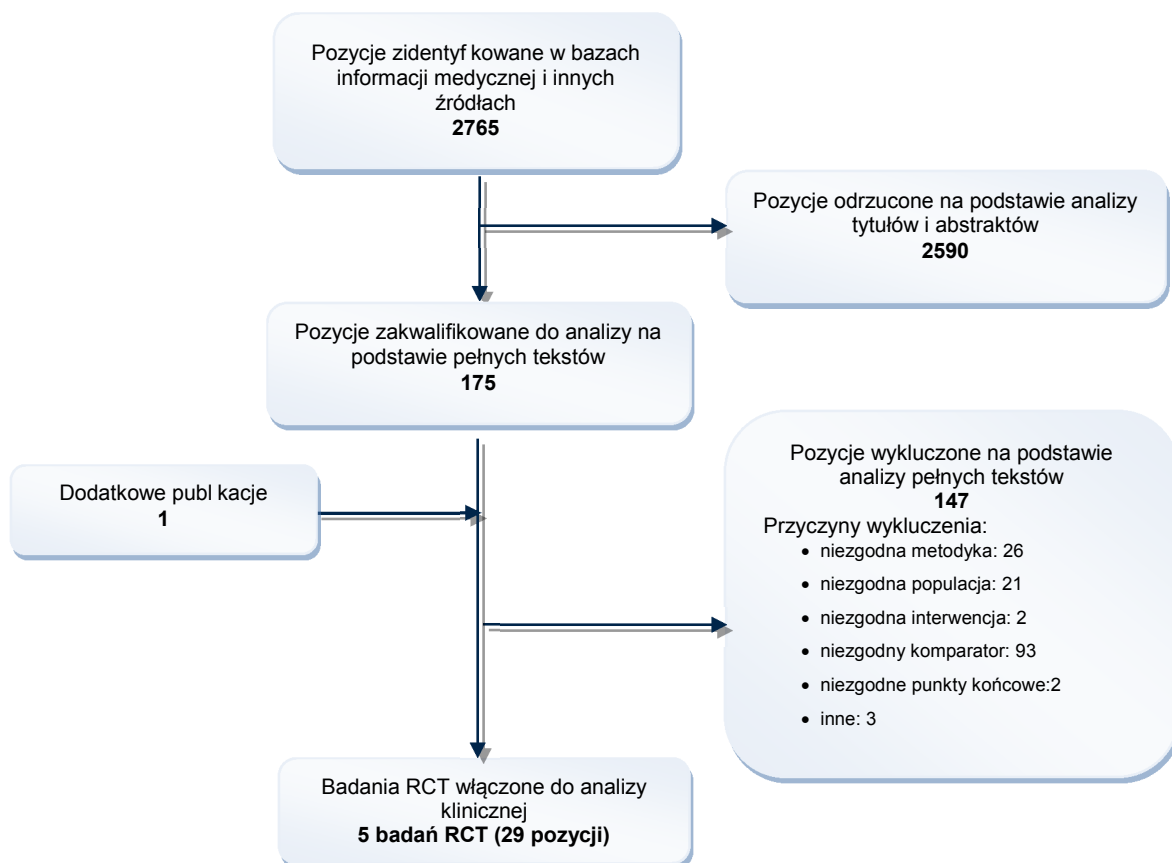 Pozycje zidentyf kowane w bazach
informacji medycznej i innych
źródłach
2765
Pozycje odrzucone na podstawie analizy
tytułów i abstraktów
2590
Pozycje zakwalifikowane do analizy na
podstawie pełnych tekstów
175
Dodatkowe publ kacje
1
Pozycje wykluczone na podstawie
analizy pełnych tekstów
147
Przyczyny wykluczenia:
• niezgodna metodyka: 26
• niezgodna populacja: 21
• niezgodna interwencja: 2
• niezgodny komparator: 93
• niezgodne punkty końcowe:2
• inne: 3
Badania RCT włączone do analizy
klinicznej
5 badań RCT (29 pozycji)